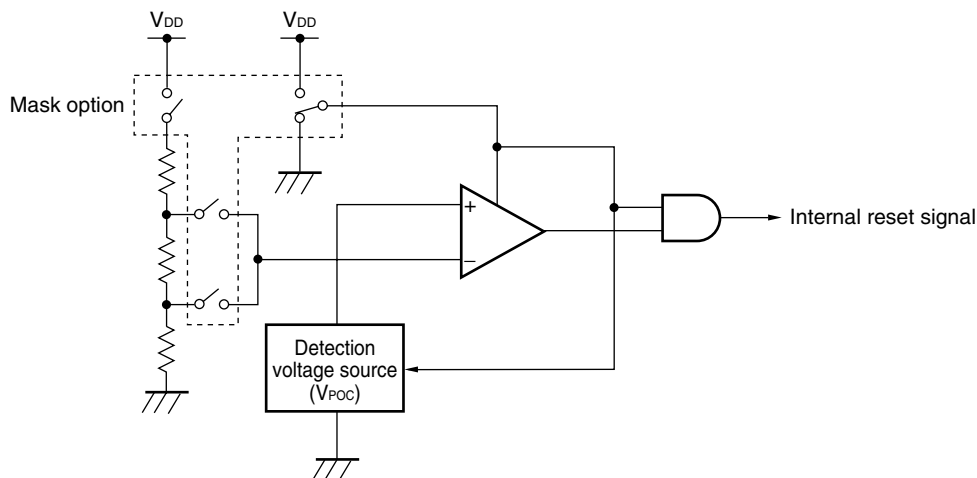 VDD
VDD
Mask option
+
−
Internal reset signal
Detection
voltage source
(VPOC)